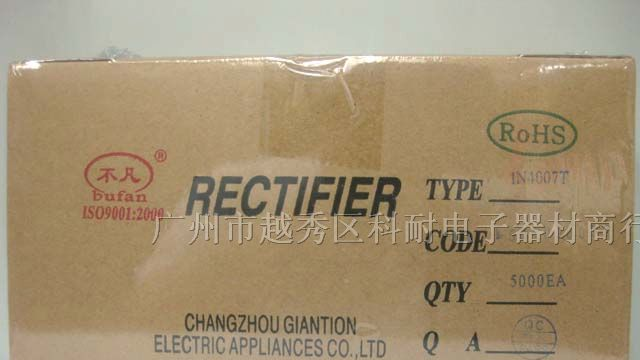 不凡
®
bufan
ISO9001:2000
RECTIFIER
RoHS
TYPE 1N4007T
CODE
QTY 5000EA
Q A QC
CHANGZHOU GIANTION
ELECTRIC APPLIANCES CO.,LTD
广州市越秀区科耐电子器材商行